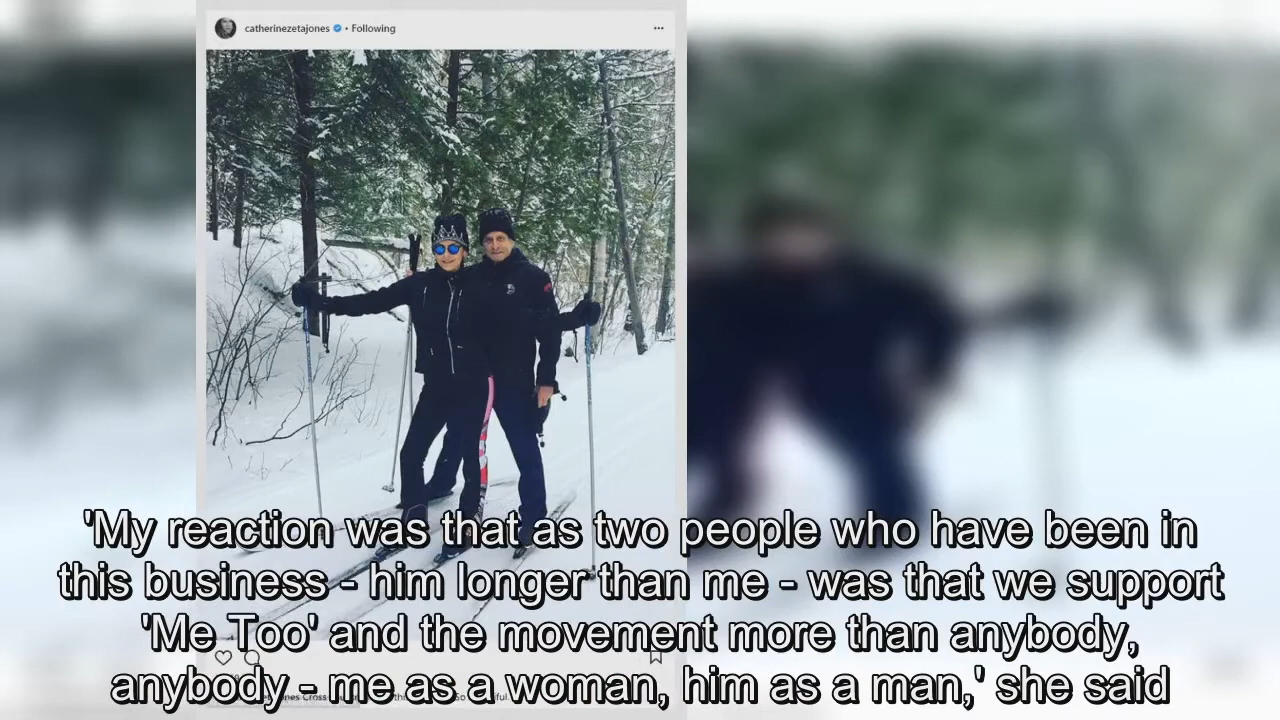 catherinezetajones • Following
'My reaction was that as two people who have been in
this business - him longer than me - was that we support
'Me Too' and the movement more than anybody,
anybody - me as a woman, him as a man,' she said